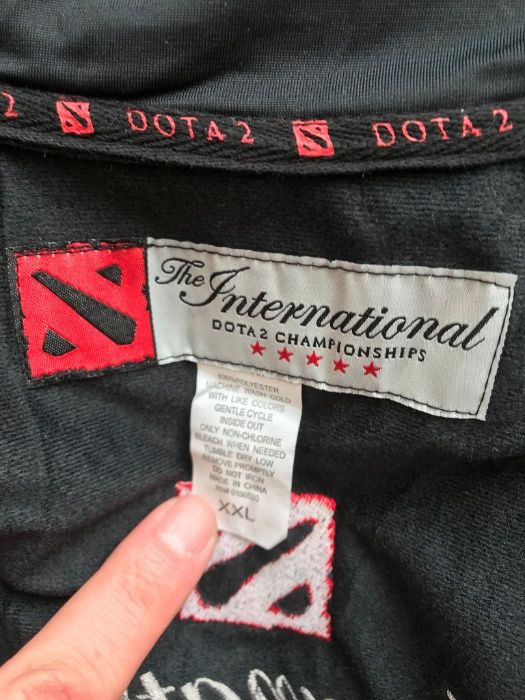 2 DOTA 2 DOTA 2
The International
DOTA 2 CHAMPIONSHIPS
100%POLYESTER
MACHINE WASH COLD
WITH LIKE COLORS
GENTLE CYCLE
INSIDE OUT
ONLY NON-CHLORINE
BLEACH WHEN NEEDED
TUMBLE DRY LOW
REMOVE PROMPTLY
DO NOT IRON
MADE IN CHINA
RN# 0100520
XXL